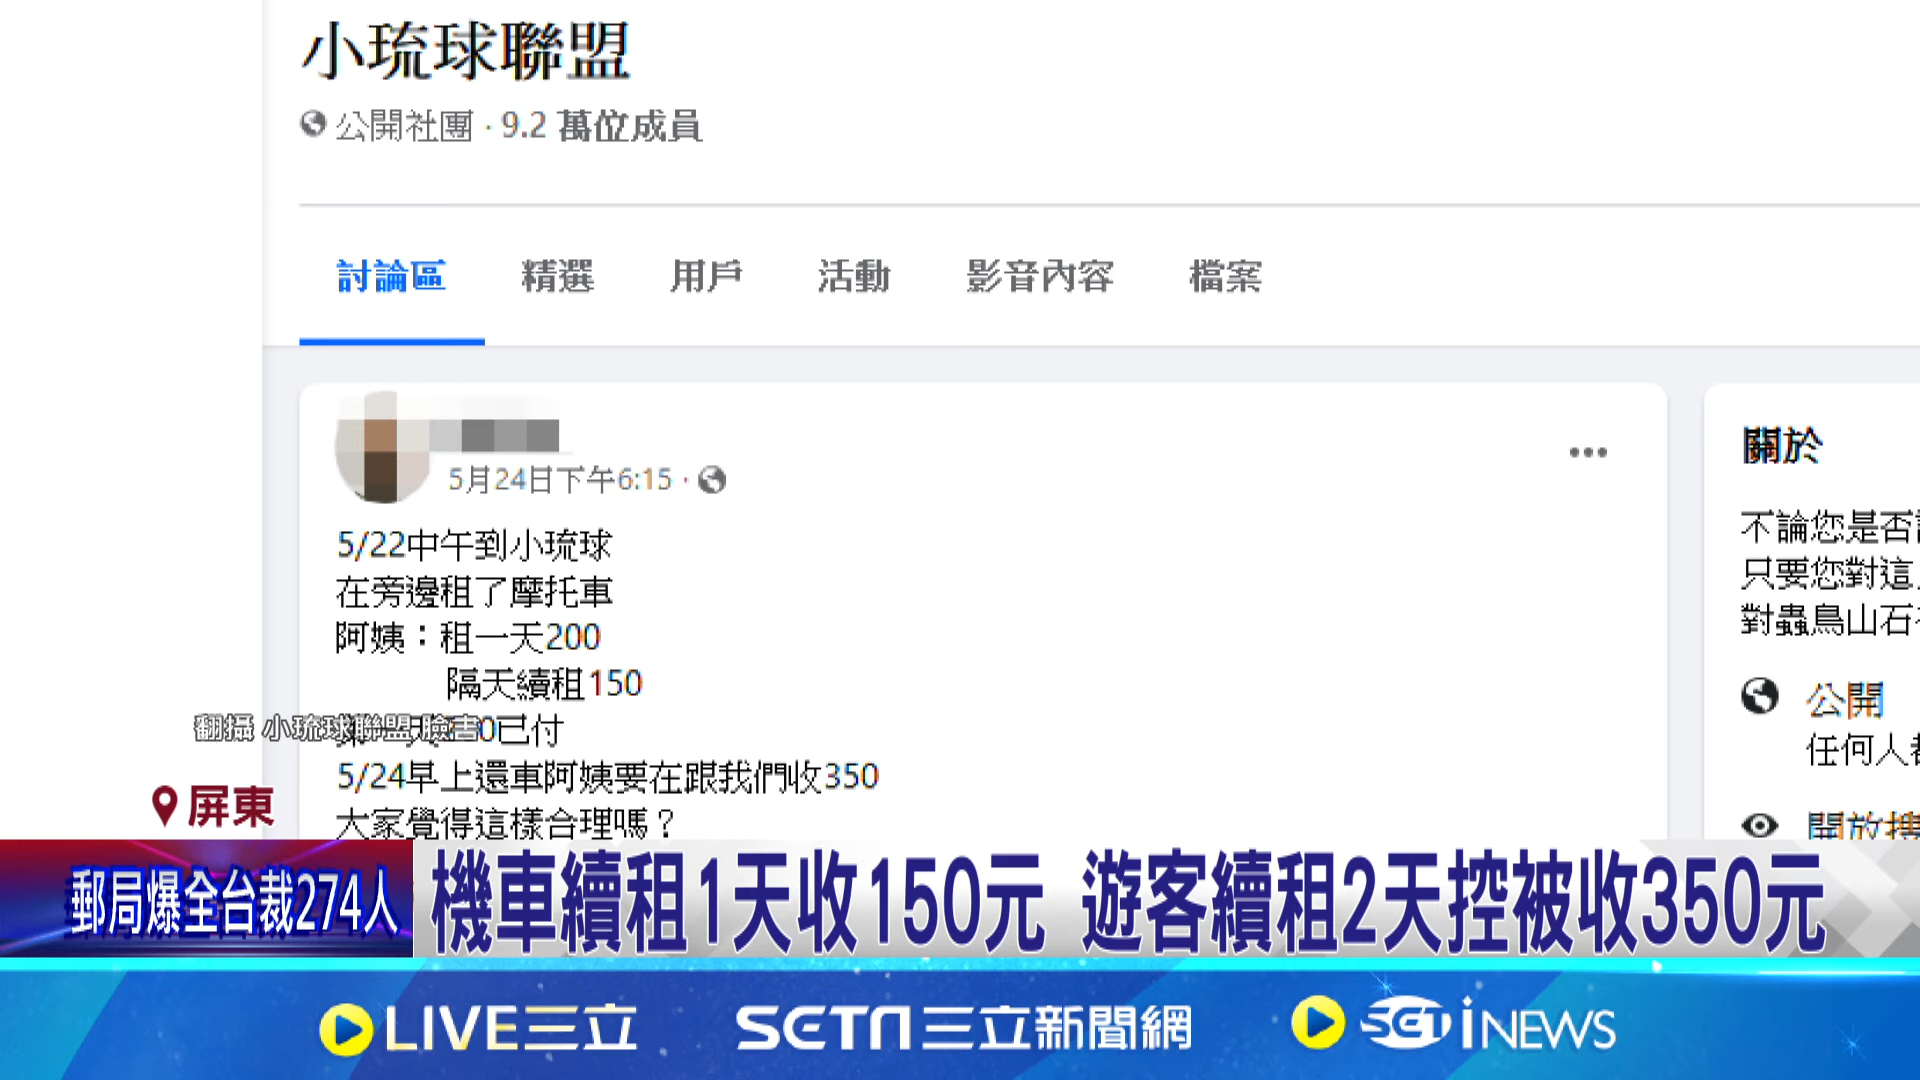 小琉球聯盟
公開社團 · 9.2 萬位成員
討論區 精選 用戶 活動 影音內容 檔案
5月24日下午6:15 ·
5/22中午到小琉球
在旁邊租了摩托車
阿姨：租一天200
隔天續租150
0已付
5/24早上還車阿姨要在跟我們收350
大家覺得這樣合理嗎？
關於
不論您是否
只要您對這
對蟲鳥山石
公開
任何人
開放搜
翻攝 小琉球聯盟 臉書
屏東
郵局爆全台裁274人
機車續租1天收150元 遊客續租2天控被收350元
LIVE三立
SETN三立新聞網
SET iNEWS